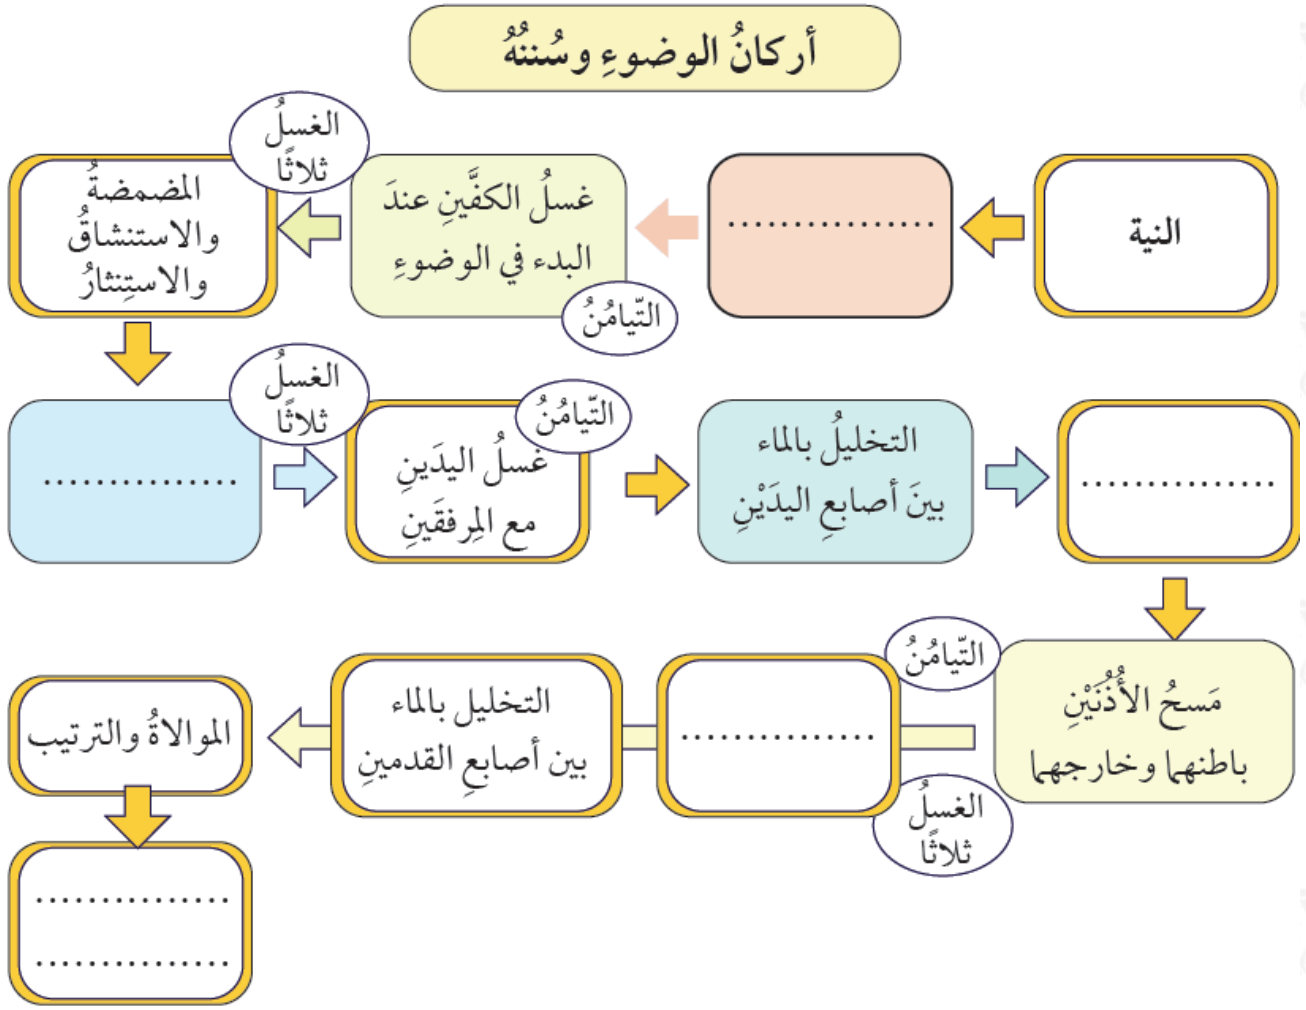 أركانُ الوضوءِ وسُننُهُ
النية
................
غسلُ الكفَّينِ عندَ
البدء في الوضوءِ
التّيامُنُ
الغسلُ
ثلاثًا
المضمضةُ
والاستنشاقُ
والاستِنثارُ
...............
الغسلُ
ثلاثًا
التّيامُنُ
غسلُ اليدَينِ
مع المِرفقَينِ
التخليلُ بالماء
بينَ أصابعِ اليدَيْنِ
...............
مَسحُ الأُذُنَيْنِ
باطنهما وخارجهما
التّيامُنُ
الغسلُ
ثلاثًا
...............
التخليل بالماء
بين أصابعِ القدمينِ
الموالاةُ والترتيب
...............
...............